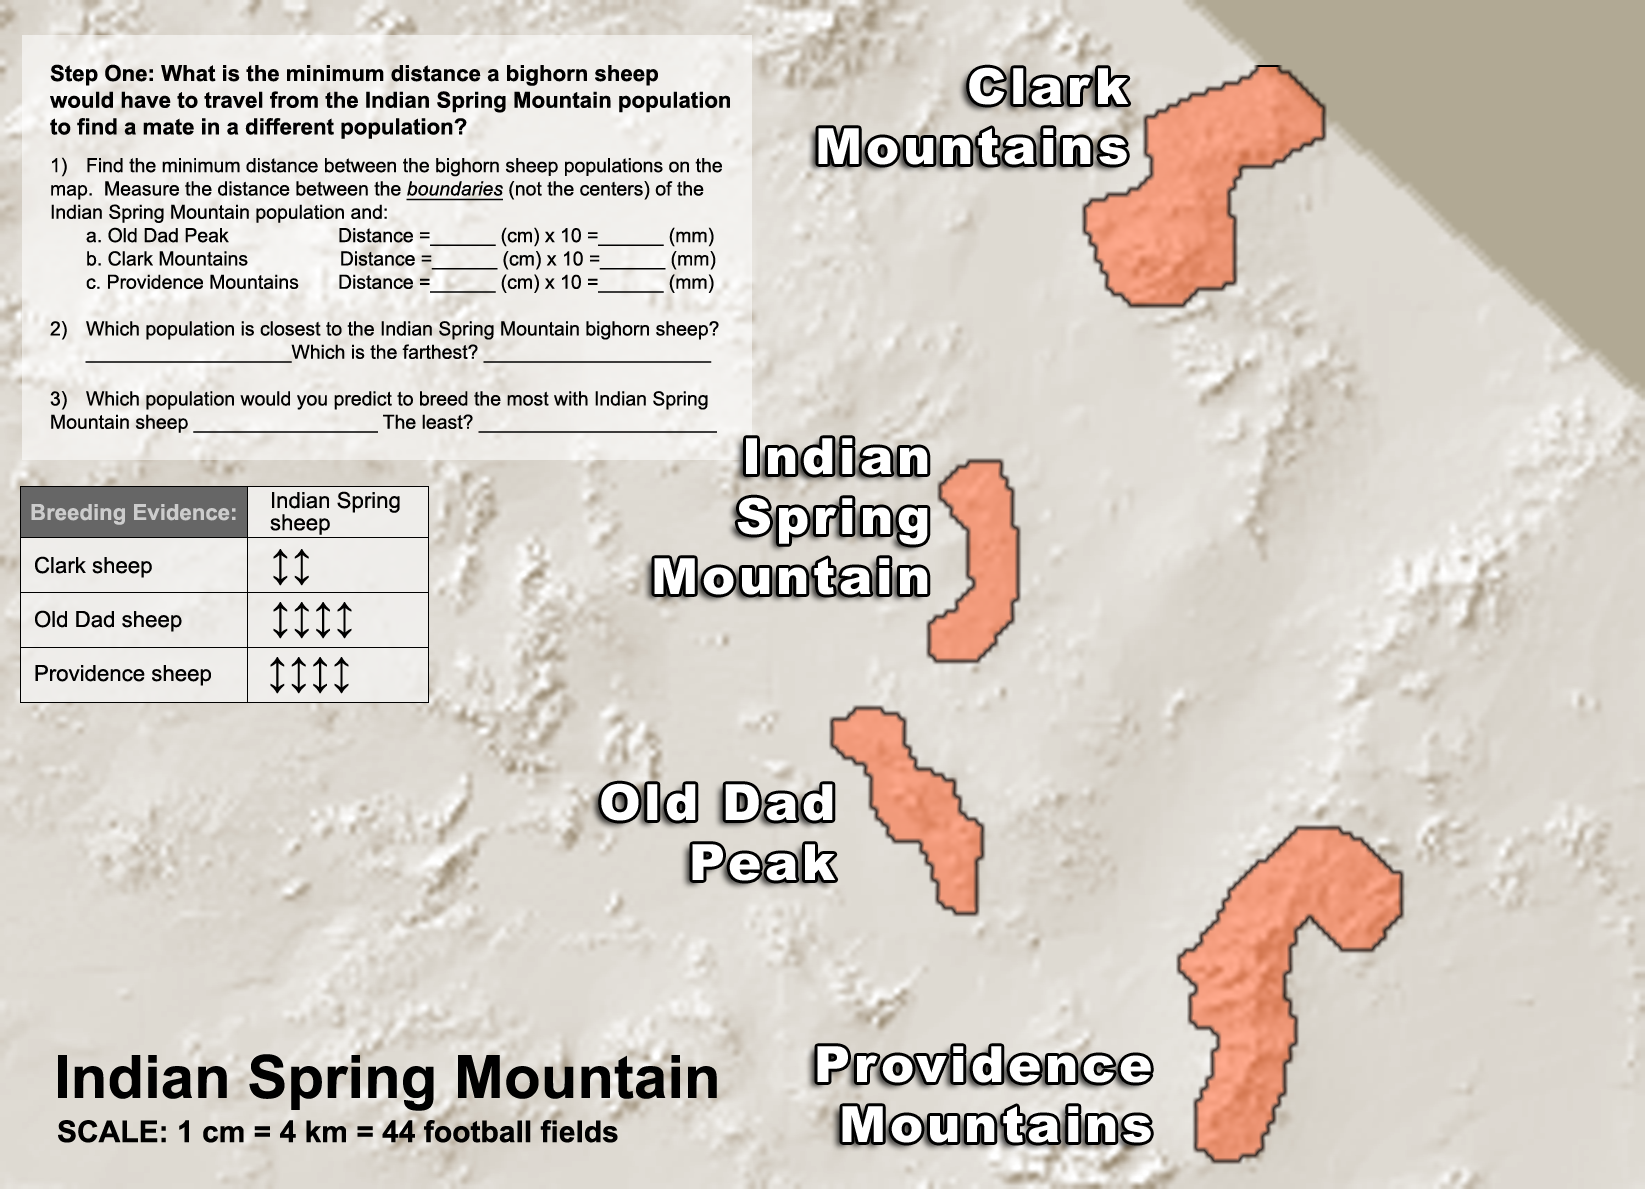 Step One: What is the minimum distance a bighorn sheep
would have to travel from the Indian Spring Mountain population
to find a mate in a different population?
1) Find the minimum distance between the bighorn sheep populations on the
map. Measure the distance between the boundaries (not the centers) of the
Indian Spring Mountain population and:
a. Old Dad Peak Distance =______ (cm) x 10 =______ (mm)
b. Clark Mountains Distance =______ (cm) x 10 =______ (mm)
c. Providence Mountains Distance =______ (cm) x 10 =______ (mm)
2) Which population is closest to the Indian Spring Mountain bighorn sheep?
___________________Which is the farthest? _____________________
3) Which population would you predict to breed the most with Indian Spring
Mountain sheep _________________ The least? ______________________
Breeding Evidence: Indian Spring
sheep
Clark sheep ↕↕
Old Dad sheep ↕↕↕↕
Providence sheep ↕↕↕↕
Clark
Mountains
Indian
Spring
Mountain
Old Dad
Peak
Providence
Mountains
Indian Spring Mountain
SCALE: 1 cm = 4 km = 44 football fields